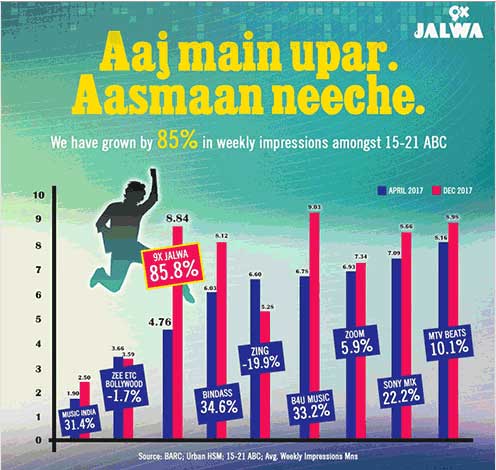 9X
JALWA
Aaj main upar.
Aasmaan neeche.
We have grown by 85% in weekly impressions amongst 15-21 ABC
APRIL 2017 DEC 2017
10
9
8
7
6
5
4
3
2
1
0
1.90 2.50
MUSIC INDIA
31.4%
3.66 3.59
ZEE ETC
BOLLYWOOD
-1.7%
4.76 8.84
9X JALWA
85.8%
6.03 8.12
BINDASS
34.6%
6.60 5.28
ZING
-19.9%
6.78 9.03
B4U MUSIC
33.2%
6.93 7.34
ZOOM
5.9%
7.09 8.66
SONY MIX
22.2%
8.16 8.98
MTV BEATS
10.1%
Source: BARC; Urban HSM; 15-21 ABC; Avg. Weekly Impressions Mns